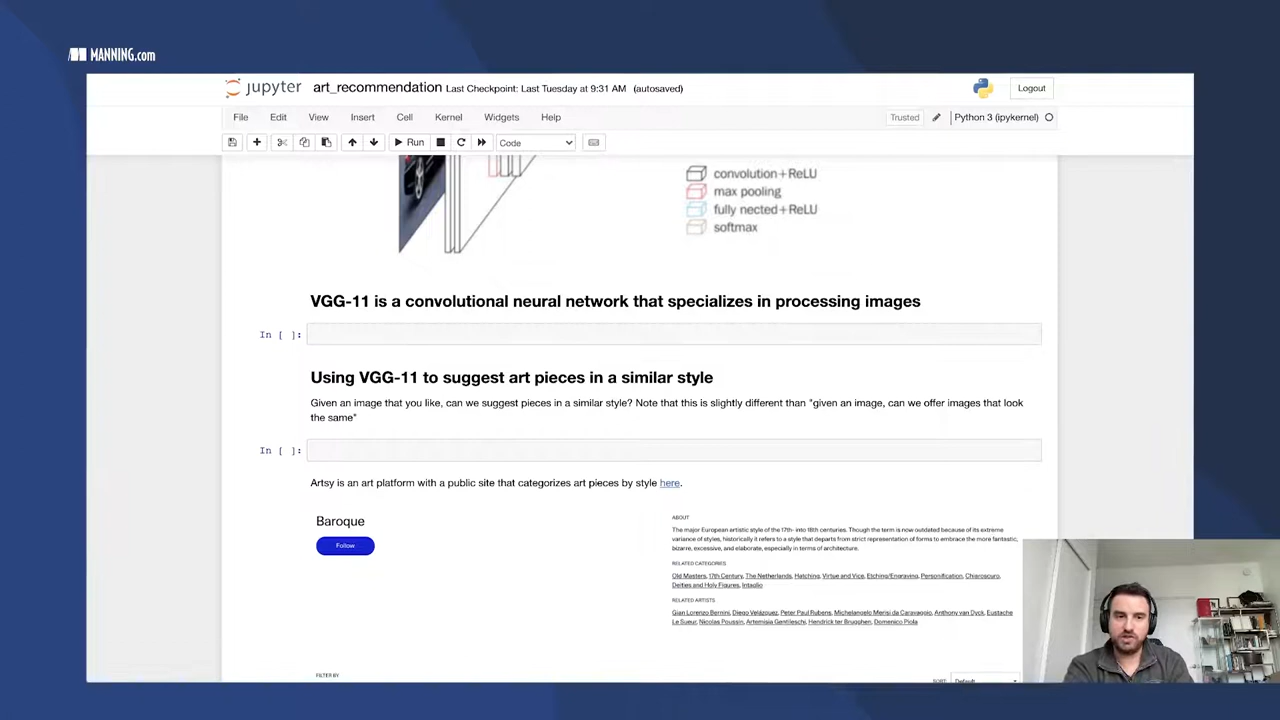 MANNING.com
jupyter art_recommendation Last Checkpoint: Last Tuesday at 9:31 AM (autosaved) Logout
File Edit View Insert Cell Kernel Widgets Help Trusted Python 3 (ipykernel)
Run Code
convolution+ReLU
max pooling
fully nected+ReLU
softmax
VGG-11 is a convolutional neural network that specializes in processing images
In [ ]:
Using VGG-11 to suggest art pieces in a similar style
Given an image that you like, can we suggest pieces in a similar style? Note that this is slightly different than "given an image, can we offer images that look
the same"
In [ ]:
Artsy is an art platform with a public site that categorizes art pieces by style here.
Baroque
Follow
ABOUT
The major European artistic style of the 17th- into 18th centuries. Though the term is now outdated because of its extreme
variance of styles, historically it refers to a style that departs from strict representation of forms to embrace the more fantastic,
bizarre, excessive, and elaborate, especially in terms of architecture.
RELATED CATEGORIES
Old Masters, 17th Century, The Netherlands, Hatching, Virtue and Vice, Etching/Engraving, Personification, Chiaroscuro,
Deities and Holy Figures, Intaglio
RELATED ARTISTS
Gian Lorenzo Bernini, Diego Velázquez, Peter Paul Rubens, Michelangelo Merisi da Caravaggio, Anthony van Dyck, Eustache
Le Sueur, Nicolas Poussin, Artemisia Gentileschi, Hendrick ter Brugghen, Domenico Piola
FILTER BY
SORT: Default